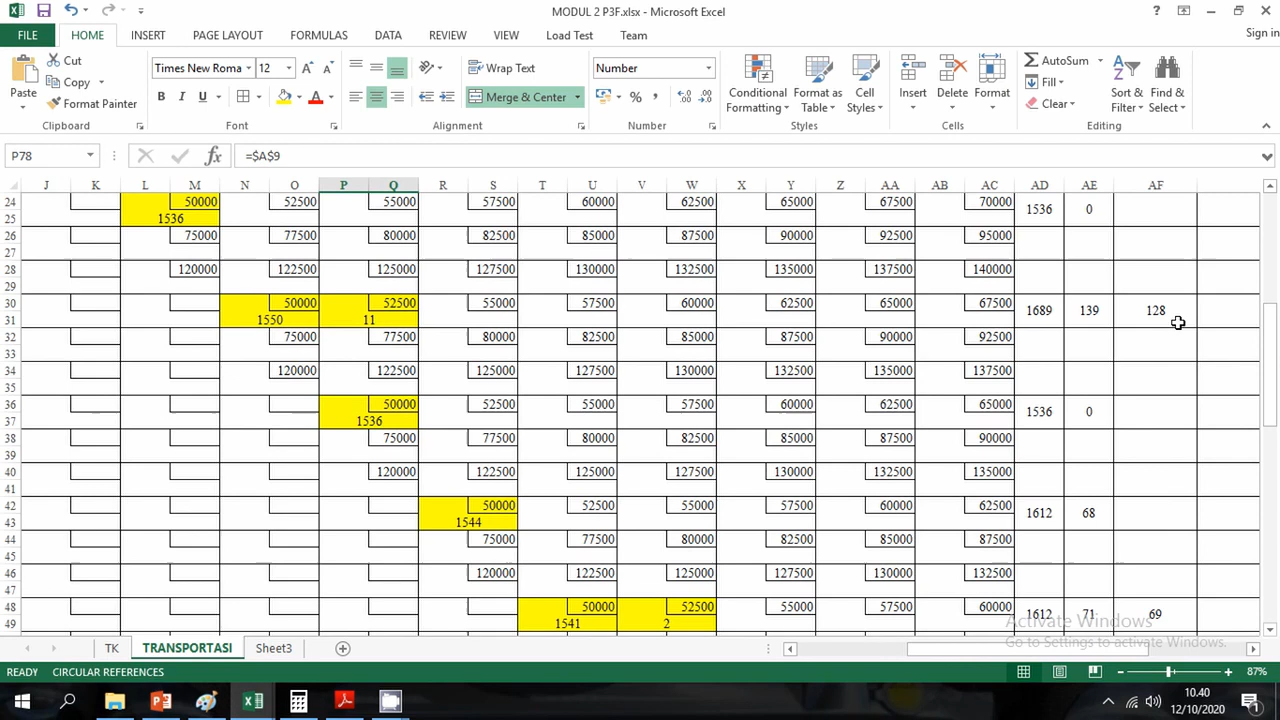 MODUL 2 P3F.xlsx - Microsoft Excel
FILE HOME INSERT PAGE LAYOUT FORMULAS DATA REVIEW VIEW Load Test Team Sign in
Paste Cut Copy Format Painter Clipboard
Times New Roma 12 B I U Font
Wrap Text Merge & Center Alignment
Number % Number
Conditional Formatting Format as Table Cell Styles Styles
Insert Delete Format Cells
AutoSum Fill Clear Sort & Filter Find & Select Editing
P78 fx =$A$9
J K L M N O P Q R S T U V W X Y Z AA AB AC AD AE AF
24 50000 52500 55000 57500 60000 62500 65000 67500 70000 1536 0
25 1536
26 75000 77500 80000 82500 85000 87500 90000 92500 95000
27
28 120000 122500 125000 127500 130000 132500 135000 137500 140000
29
30 50000 52500 55000 57500 60000 62500 65000 67500 1689 139 128
31 1550 11
32 75000 77500 80000 82500 85000 87500 90000 92500
33
34 120000 122500 125000 127500 130000 132500 135000 137500
35
36 50000 52500 55000 57500 60000 62500 65000 1536 0
37 1536
38 75000 77500 80000 82500 85000 87500 90000
39
40 120000 122500 125000 127500 130000 132500 135000
41
42 50000 52500 55000 57500 60000 62500 1612 68
43 1544
44 75000 77500 80000 82500 85000 87500
45
46 120000 122500 125000 127500 130000 132500
47
48 50000 52500 55000 57500 60000 1612 71 69
49 1541 2
Activate Windows
Go to Settings to activate Windows.
TK TRANSPORTASI Sheet3
READY CIRCULAR REFERENCES 87%
10.40
12/10/2020